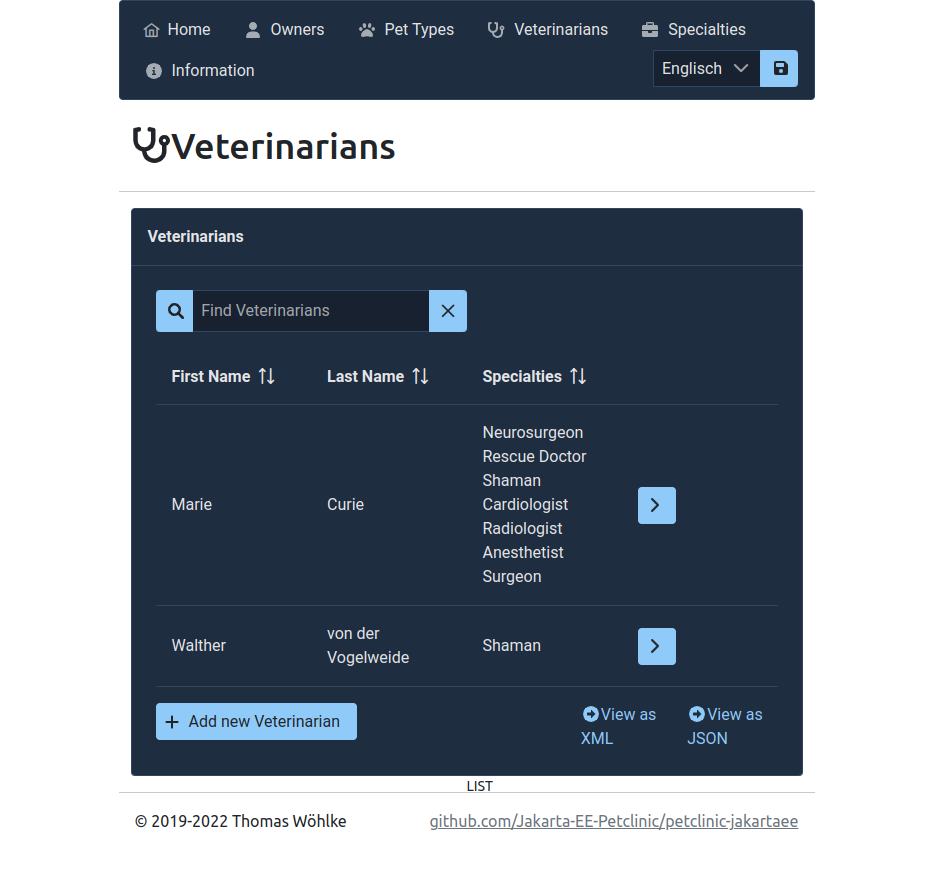 Home Owners Pet Types Veterinarians Specialties
Information Englisch
Veterinarians
Veterinarians
Find Veterinarians
First Name Last Name Specialties
Marie Curie Neurosurgeon
Rescue Doctor
Shaman
Cardiologist
Radiologist
Anesthetist
Surgeon
Walther von der
Vogelweide Shaman
Add new Veterinarian View as
XML View as
JSON
LIST
© 2019-2022 Thomas Wöhlke github.com/Jakarta-EE-Petclinic/petclinic-jakartaee